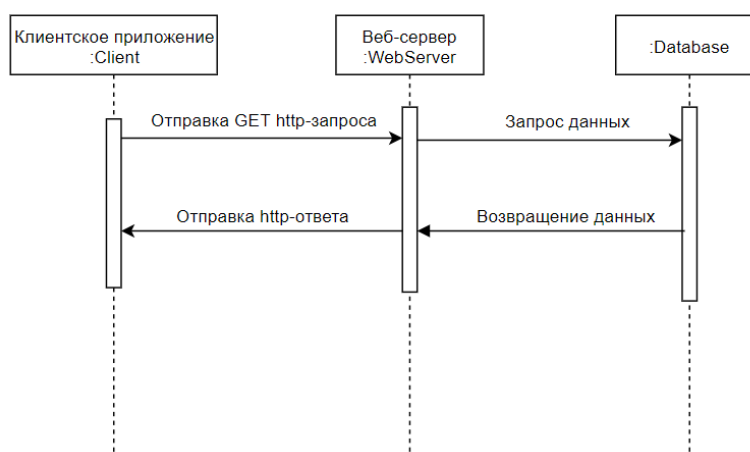 Клиентское приложение
:Client
Веб-сервер
:WebServer
:Database
Отправка GET http-запроса
Запрос данных
Отправка http-ответа
Возвращение данных